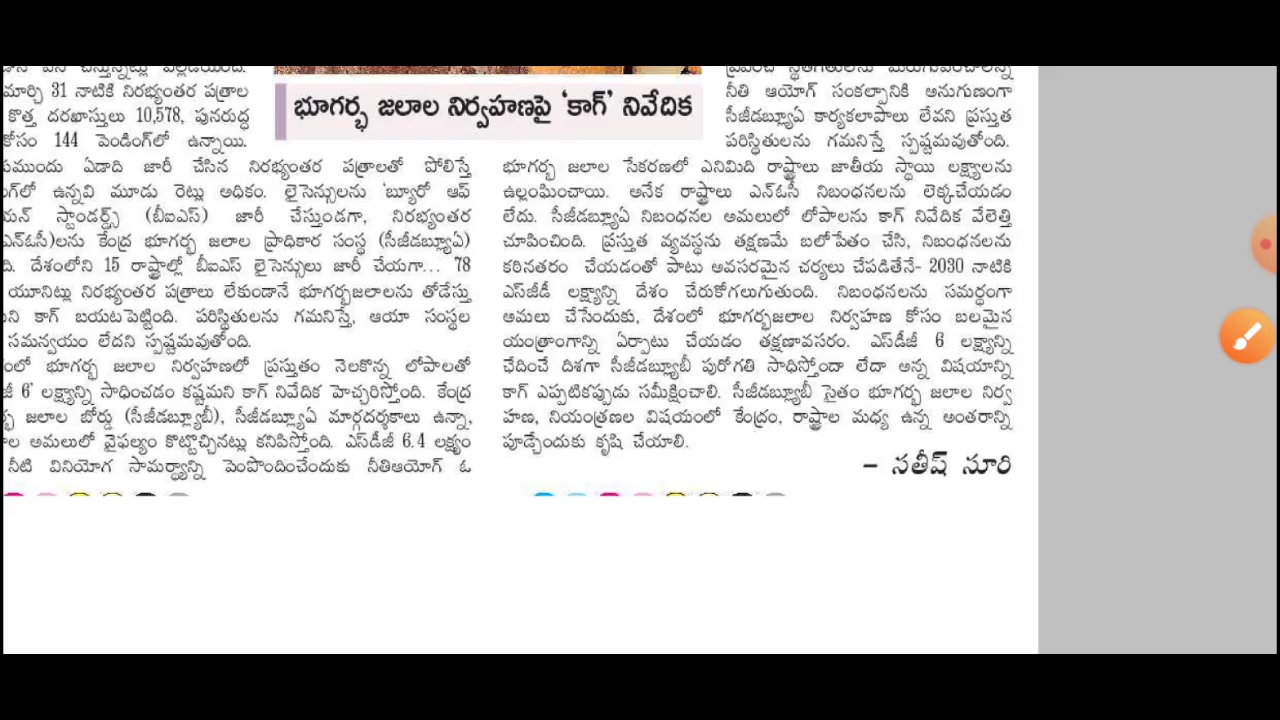 మార్చి 31 నాటికి నిరభ్యంతర పత్రాల
కొత్త దరఖాస్తులు 10,578, పునరుద్ధ
కోసం 144 పెండింగ్‌లో ఉన్నాయి.
భూగర్భ జలాల నిర్వహణపై ‘కాగ్’ నివేదిక
సముందు ఏడాది జారీ చేసిన నిరభ్యంతర పత్రాలతో పోలిస్తే
గ్‌లో ఉన్నవి మూడు రెట్లు అధికం. లైసెన్సులను ‘బ్యూరో ఆప్
యన్ స్టాండర్డ్స్ (బీఐఎస్) జారీ చేస్తుండగా, నిరభ్యంతర
ఎన్ఓసీ)లను కేంద్ర భూగర్భ జలాల ప్రాధికార సంస్థ (సీజీడబ్ల్యూఏ)
ది. దేశంలోని 15 రాష్ట్రాల్లో బీఐఎస్ లైసెన్సులు జారీ చేయగా... 78
యూనిట్లు నిరభ్యంతర పత్రాలు లేకుండానే భూగర్భజలాలను తోడేస్తు
ని కాగ్ బయటపెట్టింది. పరిస్థితులను గమనిస్తే, ఆయా సంస్థల
సమన్వయం లేదని స్పష్టమవుతోంది.
ంలో భూగర్భ జలాల నిర్వహణలో ప్రస్తుతం నెలకొన్న లోపాలతో
జీ 6’ లక్ష్యాన్ని సాధించడం కష్టమని కాగ్ నివేదిక హెచ్చరిస్తోంది. కేంద్ర
జలాల బోర్డు (సీజీడబ్ల్యూబీ), సీజీడబ్ల్యూఏ మార్గదర్శకాలు ఉన్నా,
ల అమలులో వైఫల్యం కొట్టొచ్చినట్లు కనిపిస్తోంది. ఎస్‌డీజీ 6.4 లక్ష్యం
నీటి వినియోగ సామర్థ్యాన్ని పెంపొందించేందుకు నీతిఆయోగ్ ఓ
నీతి ఆయోగ్ సంకల్పానికి అనుగుణంగా
సీజీడబ్ల్యూఏ కార్యకలాపాలు లేవని ప్రస్తుత
పరిస్థితులను గమనిస్తే స్పష్టమవుతోంది.
భూగర్భ జలాల సేకరణలో ఎనిమిది రాష్ట్రాలు జాతీయ స్థాయి లక్ష్యాలను
ఉల్లంఘించాయి. అనేక రాష్ట్రాలు ఎన్ఓసీ నిబంధనలను లెక్కచేయడం
లేదు. సీజీడబ్ల్యూఏ నిబంధనల అమలులో లోపాలను కాగ్ నివేదిక వేలెత్తి
చూపించింది. ప్రస్తుత వ్యవస్థను తక్షణమే బలోపేతం చేసి, నిబంధనలను
కఠినతరం చేయడంతో పాటు అవసరమైన చర్యలు చేపడితేనే- 2030 నాటికి
ఎస్‌జీడీ లక్ష్యాన్ని దేశం చేరుకోగలుగుతుంది. నిబంధనలను సమర్థంగా
అమలు చేసేందుకు, దేశంలో భూగర్భజలాల నిర్వహణ కోసం బలమైన
యంత్రాంగాన్ని ఏర్పాటు చేయడం తక్షణావసరం. ఎస్‌డీజీ 6 లక్ష్యాన్ని
ఛేదించే దిశగా సీజీడబ్ల్యూబీ పురోగతి సాధిస్తోందా లేదా అన్న విషయాన్ని
కాగ్ ఎప్పటికప్పుడు సమీక్షించాలి. సీజీడబ్ల్యూబీ సైతం భూగర్భ జలాల నిర్వ
హణ, నియంత్రణల విషయంలో కేంద్రం, రాష్ట్రాల మధ్య ఉన్న అంతరాన్ని
పూడ్చేందుకు కృషి చేయాలి.
– సతీష్ సూరి